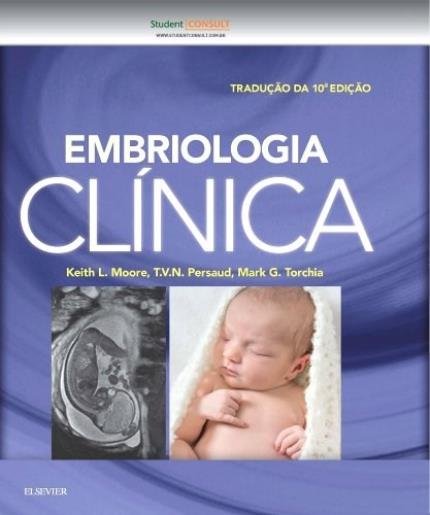 Student CONSULT
WWW.STUDENTCONSULT.COM.BR
TRADUÇÃO DA 10ª EDIÇÃO
EMBRIOLOGIA
CLÍNICA
Keith L. Moore, T.V.N. Persaud, Mark G. Torchia
ELSEVIER